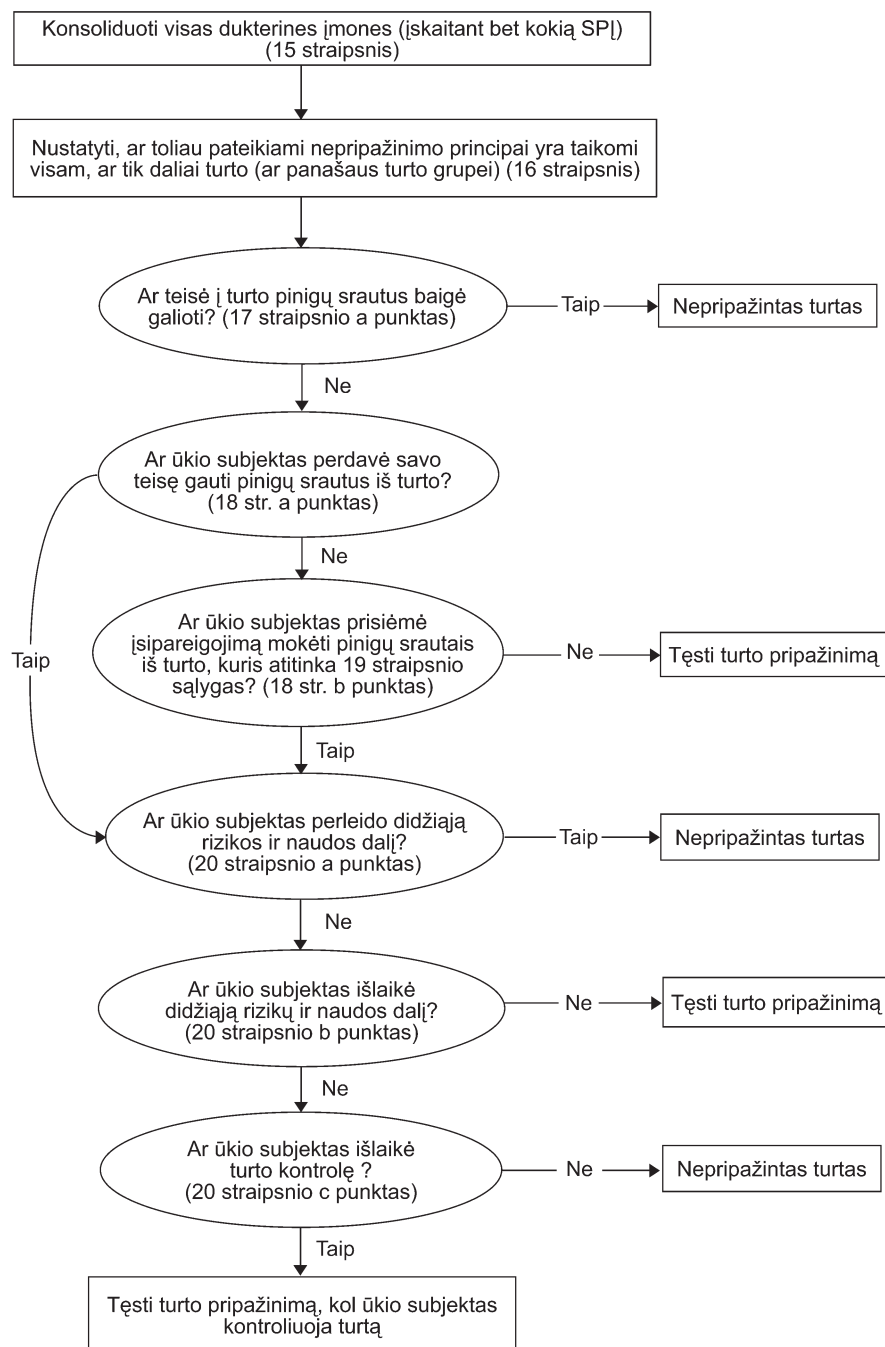 Konsoliduoti visas dukterines įmones (įskaitant bet kokią SPĮ)
(15 straipsnis)
Nustatyti, ar toliau pateikiami nepripažinimo principai yra taikomi
visam, ar tik daliai turto (ar panašaus turto grupei) (16 straipsnis)
Ar teisė į turto pinigų srautus baigė
galioti? (17 straipsnio a punktas)
Taip
Nepripažintas turtas
Ne
Ar ūkio subjektas perdavė savo
teisę gauti pinigų srautus iš turto?
(18 str. a punktas)
Ne
Taip
Ar ūkio subjektas prisiėmė
įsipareigojimą mokėti pinigų srautais
iš turto, kuris atitinka 19 straipsnio
sąlygas? (18 str. b punktas)
Ne
Tęsti turto pripažinimą
Taip
Ar ūkio subjektas perleido didžiąją
rizikos ir naudos dalį?
(20 straipsnio a punktas)
Taip
Nepripažintas turtas
Ne
Ar ūkio subjektas išlaikė
didžiąją rizikų ir naudos dalį?
(20 straipsnio b punktas)
Ne
Tęsti turto pripažinimą
Ne
Ar ūkio subjektas išlaikė
turto kontrolę ?
(20 straipsnio c punktas)
Ne
Nepripažintas turtas
Taip
Tęsti turto pripažinimą, kol ūkio subjektas
kontroliuoja turtą